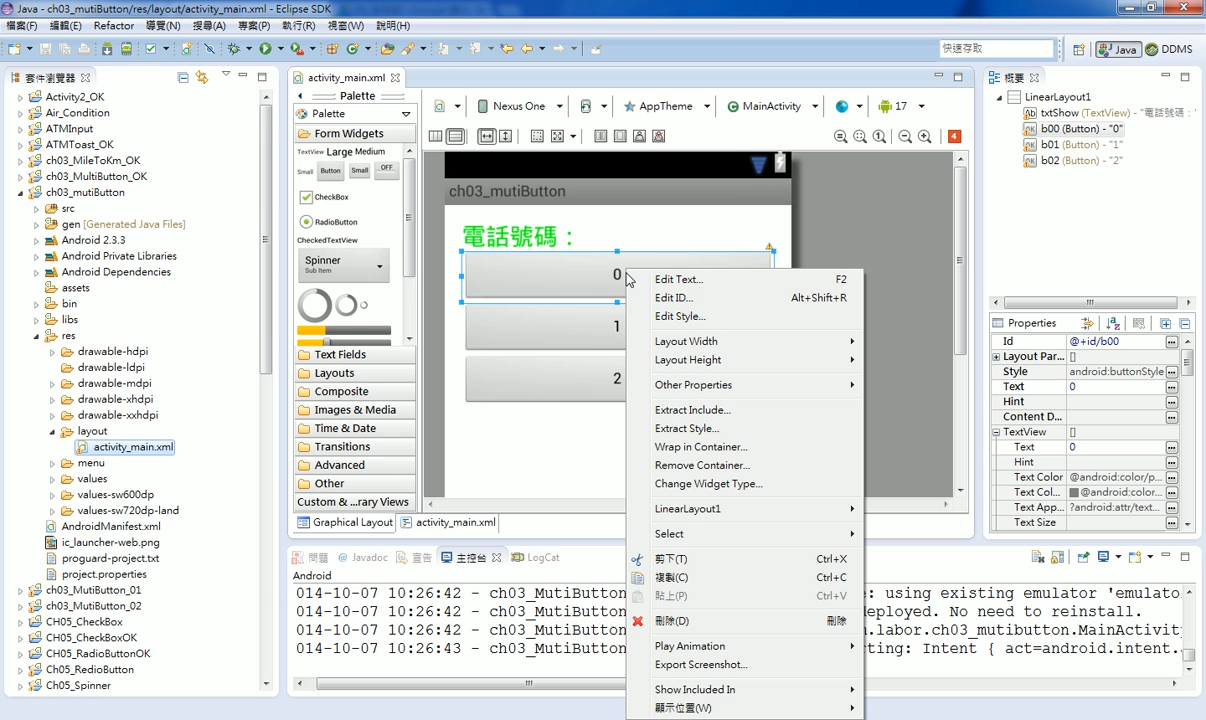 Java - ch03_mutiButton/res/layout/activity_main.xml - Eclipse SDK
檔案(F) 編輯(E) Refactor 導覽(N) 搜尋(A) 專案(P) 執行(R) 視窗(W) 說明(H)
快速存取
Java DDMS
套件瀏覽器
Activity2_OK
Air_Condition
ATMInput
ATMToast_OK
ch03_MileToKm_OK
ch03_MultiButton_OK
ch03_mutiButton
src
gen [Generated Java Files]
Android 2.3.3
Android Private Libraries
Android Dependencies
assets
bin
libs
res
drawable-hdpi
drawable-ldpi
drawable-mdpi
drawable-xhdpi
drawable-xxhdpi
layout
activity_main.xml
menu
values
values-sw600dp
values-sw720dp-land
AndroidManifest.xml
ic_launcher-web.png
proguard-project.txt
project.properties
ch03_MutiButton_01
ch03_MutiButton_02
CH05_CheckBox
CH05_CheckBoxOK
CH05_RadioButtonOK
Ch05_RedioButton
Ch05_Spinner
activity_main.xml
Palette
Palette
Form Widgets
TextView Large Medium
Small Button Small OFF
CheckBox
RadioButton
CheckedTextView
Spinner
Sub Item
Text Fields
Layouts
Composite
Images & Media
Time & Date
Transitions
Advanced
Other
Custom & ...rary Views
Graphical Layout activity_main.xml
Nexus One AppTheme MainActivity 17
4
ch03_mutiButton
電話號碼：
0
1
2
Edit Text... F2
Edit ID... Alt+Shift+R
Edit Style...
Layout Width
Layout Height
Other Properties
Extract Include...
Extract Style...
Wrap in Container...
Remove Container...
Change Widget Type...
LinearLayout1
Select
剪下(T) Ctrl+X
複製(C) Ctrl+C
貼上(P) Ctrl+V
刪除(D) 刪除
Play Animation
Export Screenshot...
Show Included In
顯示位置(W)
概要
LinearLayout1
txtShow (TextView) - "電話號碼：
b00 (Button) - "0"
b01 (Button) - "1"
b02 (Button) - "2"
Properties
Id @+id/b00
Layout Par... []
Style android:buttonStyle
Text 0
Hint
Content D...
TextView []
Text 0
Hint
Text Color @android:color/p...
Text Col... @android:color...
Text App... ?android:attr/text...
Text Size
問題 Javadoc 宣告 主控台 LogCat
Android
014-10-07 10:26:42 - ch03_MutiButton e: using existing emulator 'emulato
014-10-07 10:26:42 - ch03_MutiButton eployed. No need to reinstall.
014-10-07 10:26:42 - ch03_MutiButton n.labor.ch03_mutibutton.MainActivity
014-10-07 10:26:43 - ch03_MutiButton ting: Intent { act=android.intent.